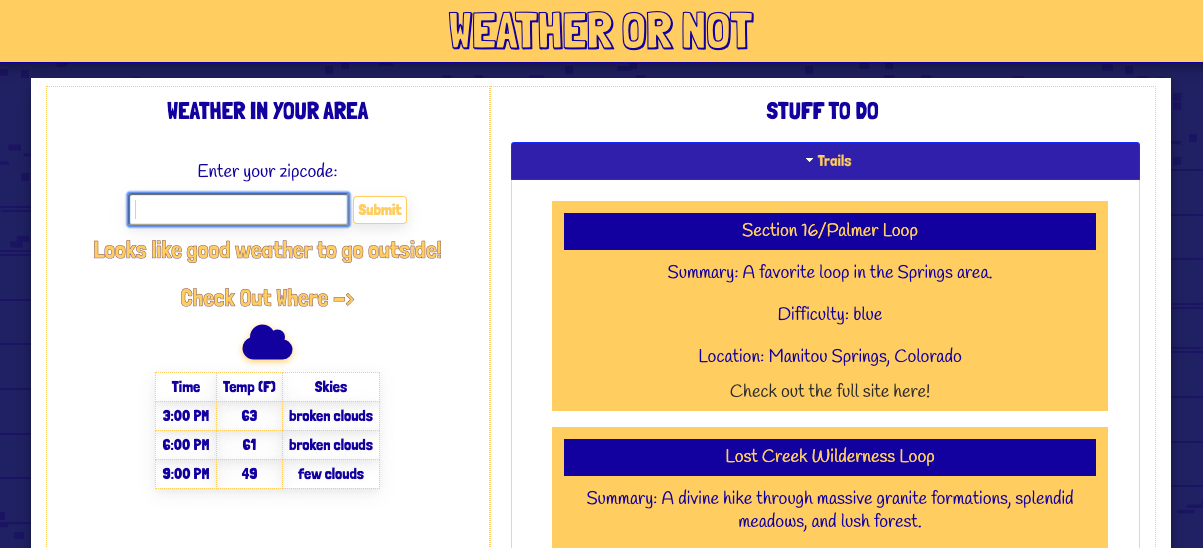 WEATHER OR NOT
WEATHER IN YOUR AREA
Enter your zipcode:
Submit
Looks like good weather to go outside!
Check Out Where —>
Time Temp (F) Skies
3:00 PM 63 broken clouds
6:00 PM 61 broken clouds
9:00 PM 49 few clouds
STUFF TO DO
Trails
Section 16/Palmer Loop
Summary: A favorite loop in the Springs area.
Difficulty: blue
Location: Manitou Springs, Colorado
Check out the full site here!
Lost Creek Wilderness Loop
Summary: A divine hike through massive granite formations, splendid
meadows, and lush forest.